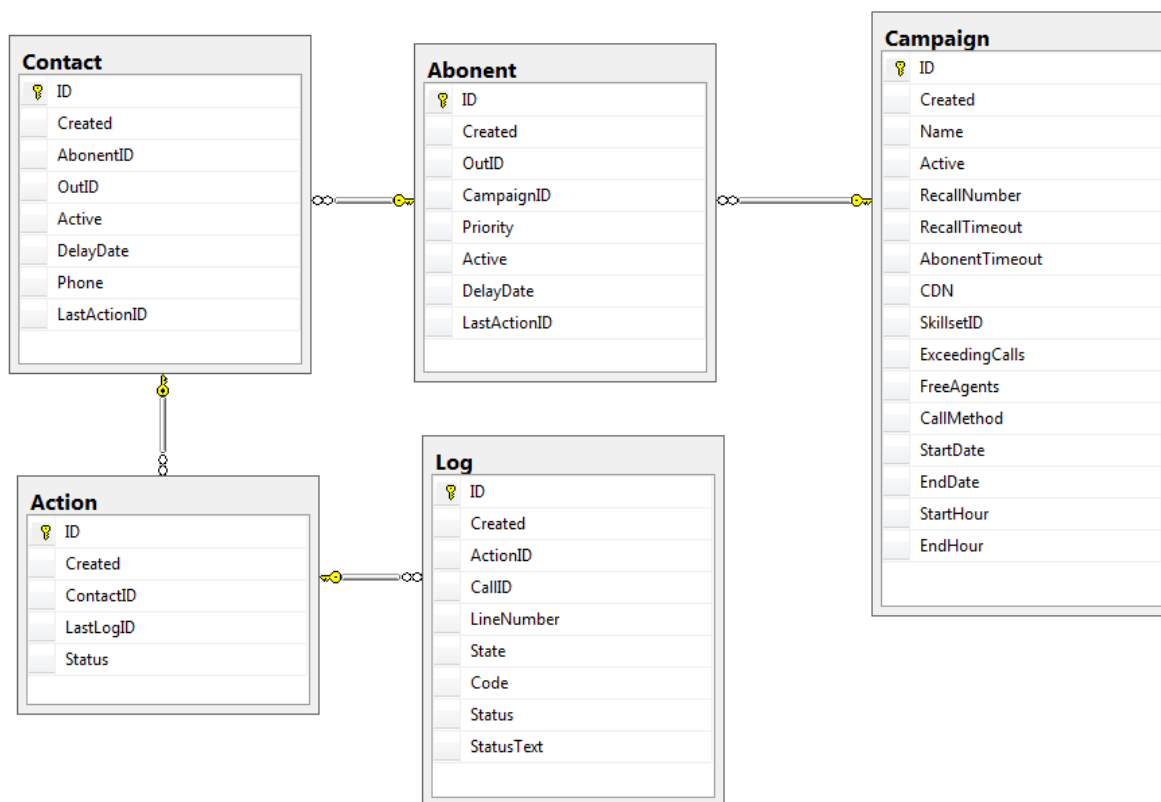 Contact
ID
Created
AbonentID
OutID
Active
DelayDate
Phone
LastActionID
Abonent
ID
Created
OutID
CampaignID
Priority
Active
DelayDate
LastActionID
Campaign
ID
Created
Name
Active
RecallNumber
RecallTimeout
AbonentTimeout
CDN
SkillsetID
ExceedingCalls
FreeAgents
CallMethod
StartDate
EndDate
StartHour
EndHour
Action
ID
Created
ContactID
LastLogID
Status
Log
ID
Created
ActionID
CallID
LineNumber
State
Code
Status
StatusText